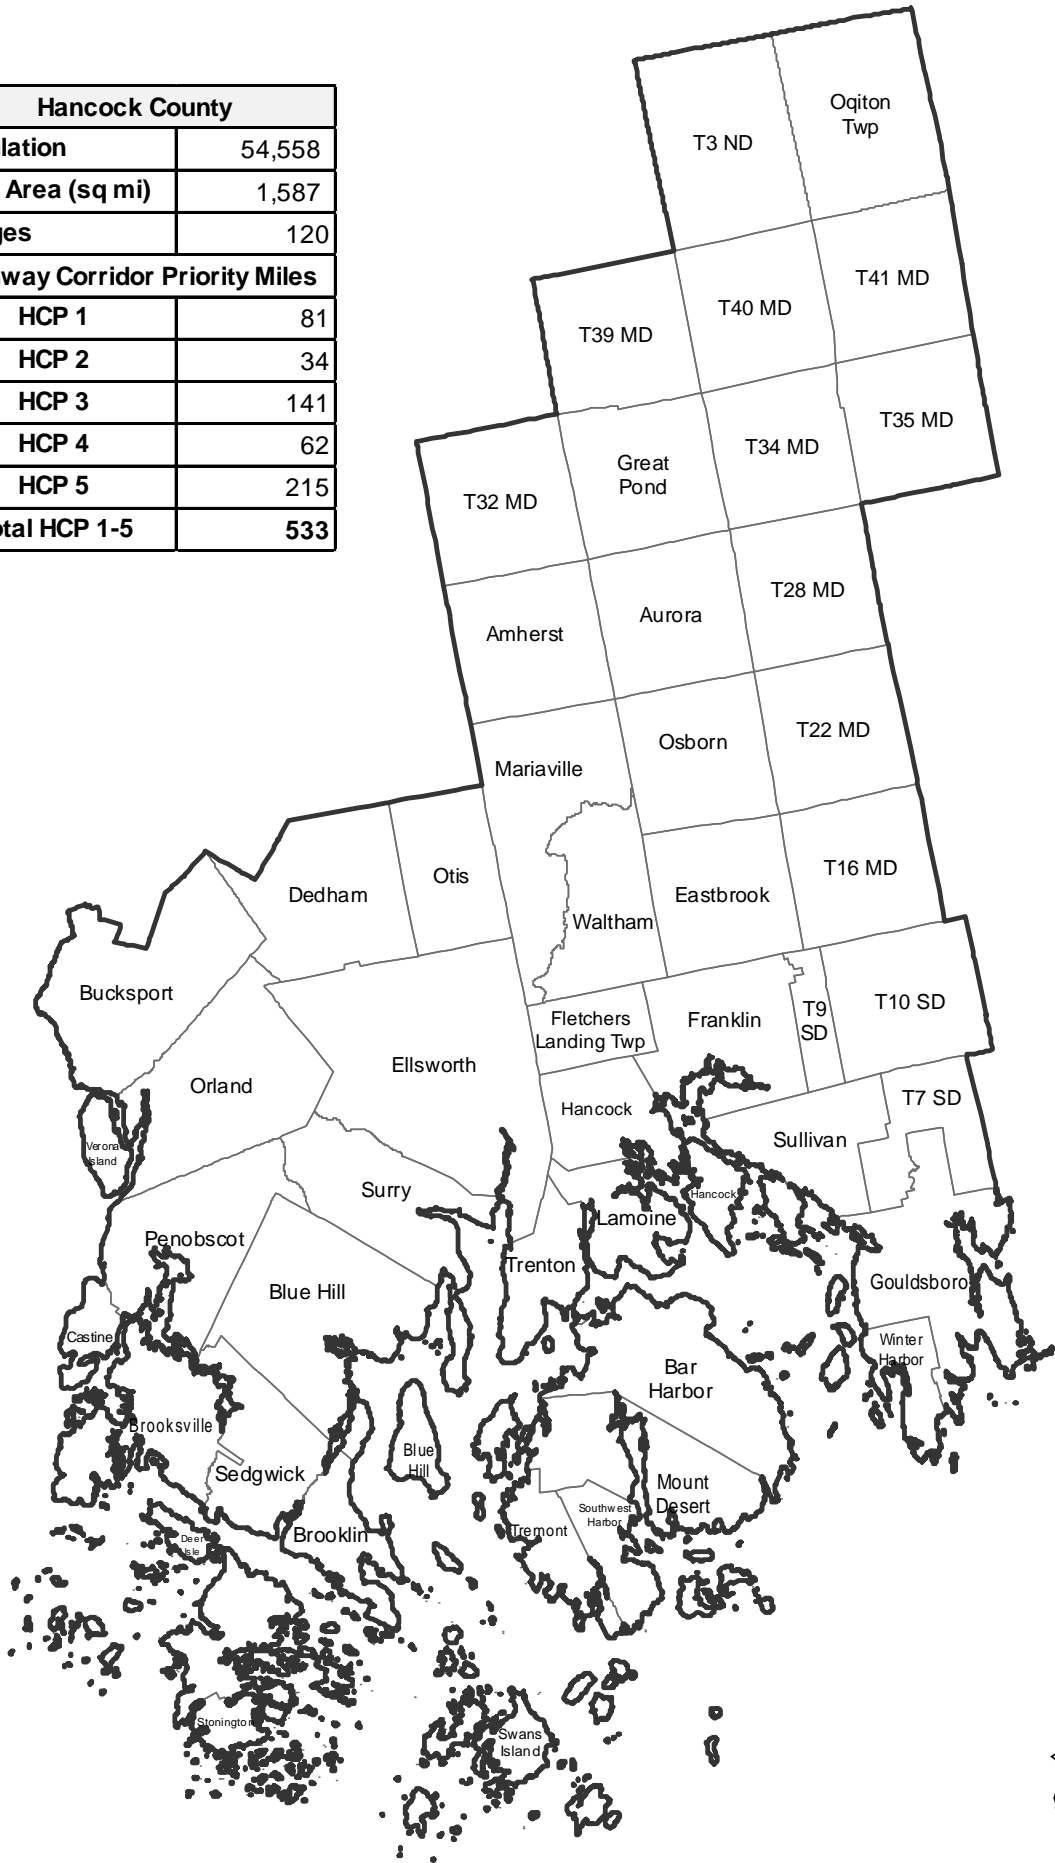 Hancock County
lation 54,558
Area (sq mi) 1,587
ges 120
way Corridor Priority Miles
HCP 1 81
HCP 2 34
HCP 3 141
HCP 4 62
HCP 5 215
otal HCP 1-5 533
Oqiton
Twp
T3 ND
T41 MD
T40 MD
T39 MD
T35 MD
T34 MD
Great
Pond
T32 MD
T28 MD
Aurora
Amherst
T22 MD
Osborn
Mariaville
T16 MD
Otis
Dedham
Eastbrook
Waltham
Bucksport
T10 SD
T9
SD
Franklin
Fletchers
Landing Twp
Ellsworth
Orland
T7 SD
Hancock
Sullivan
Verona
Island
Surry
Hancock
Lamoine
Penobscot
Trenton
Gouldsboro
Blue Hill
Castine
Winter
Harbor
Bar
Harbor
Brooksville
Blue
Hill
Sedgwick
Mount
Desert
Southwest
Harbor
Tremont
Brooklin
Deer
Isle
Stonington
Swans
Island